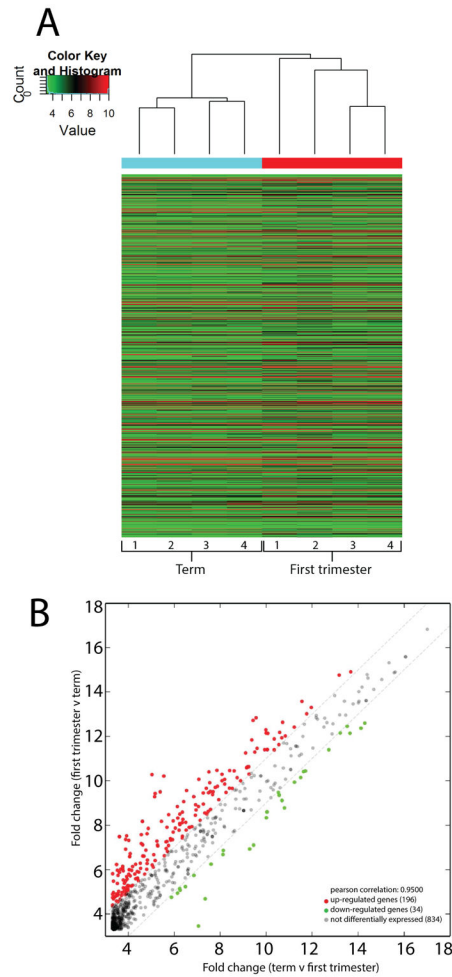 A
Color Key
and Histogram
Count
0
4 6 8 10
Value
1 2 3 4 1 2 3 4
Term First trimester
B
Fold change (first trimester v term)
18
16
14
12
10
8
6
4
pearson correlation: 0.9500
up-regulated genes (196)
down-regulated genes (34)
not differentially expressed (834)
4 6 8 10 12 14 16 18
Fold change (term v first trimester)